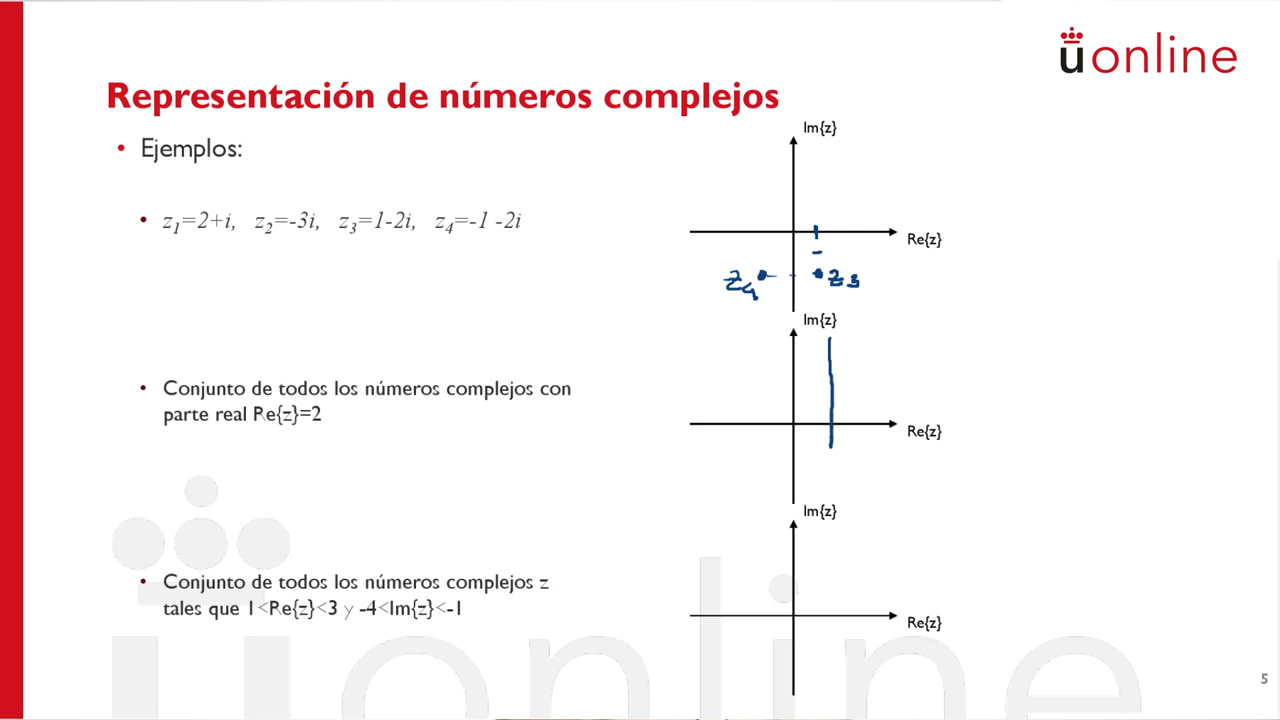 uonline
Representación de números complejos
• Ejemplos:
• z1=2+i, z2=-3i, z3=1-2i, z4=-1 -2i
Im{z}
Re{z}
z4
z3
• Conjunto de todos los números complejos con
parte real Re{z}=2
Im{z}
Re{z}
• Conjunto de todos los números complejos z
tales que 1<Re{z}<3 y -4<Im{z}<-1
Im{z}
Re{z}
uonline
5